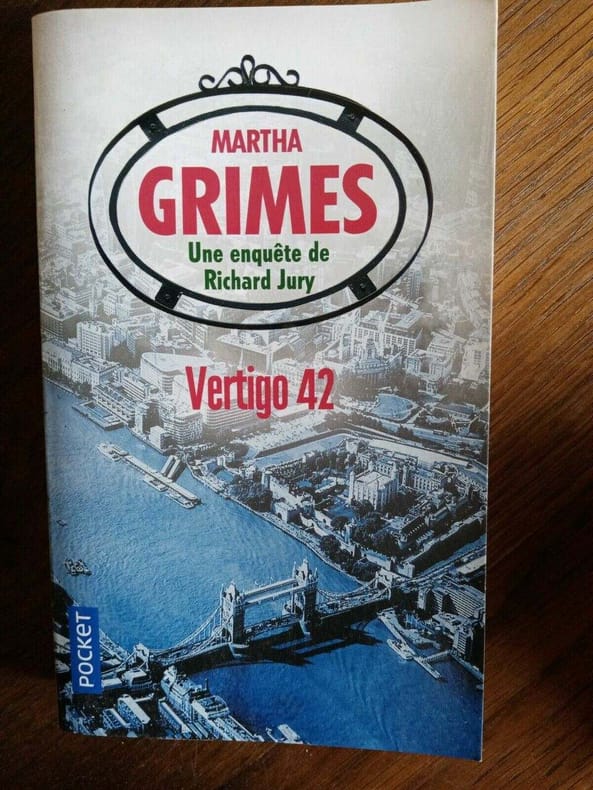 MARTHA
GRIMES
Une enquête de
Richard Jury
Vertigo 42
POCKET